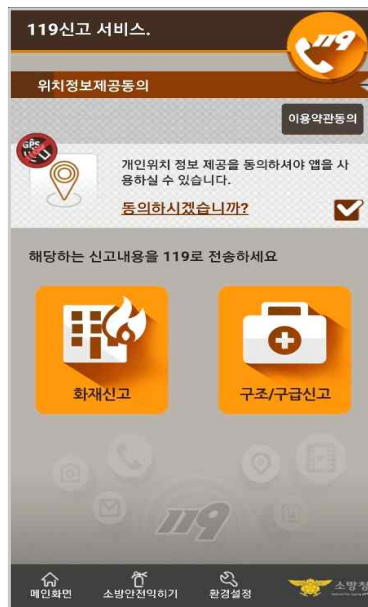 119신고 서비스.
119
위치정보제공동의
이용약관동의
GPS
개인위치 정보 제공을 동의하셔야 앱을 사
용하실 수 있습니다.
동의하시겠습니까?
해당하는 신고내용을 119로 전송하세요
화재신고
구조/구급신고
119
메인화면
소방안전익히기
환경설정
소방청